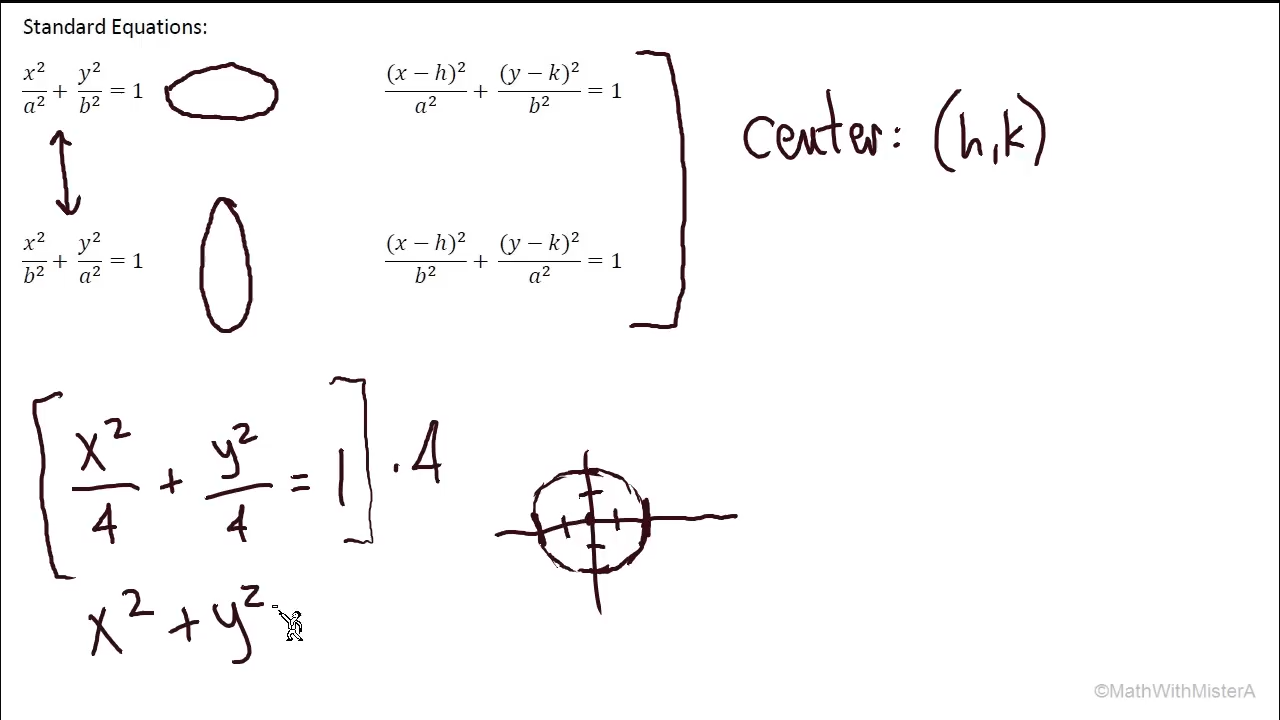 Standard Equations:
x²/a² + y²/b² = 1
(x − h)²/a² + (y − k)²/b² = 1
center: (h,k)
x²/b² + y²/a² = 1
(x − h)²/b² + (y − k)²/a² = 1
[x²/4 + y²/4 = 1] . 4
x² + y²
©MathWithMisterA